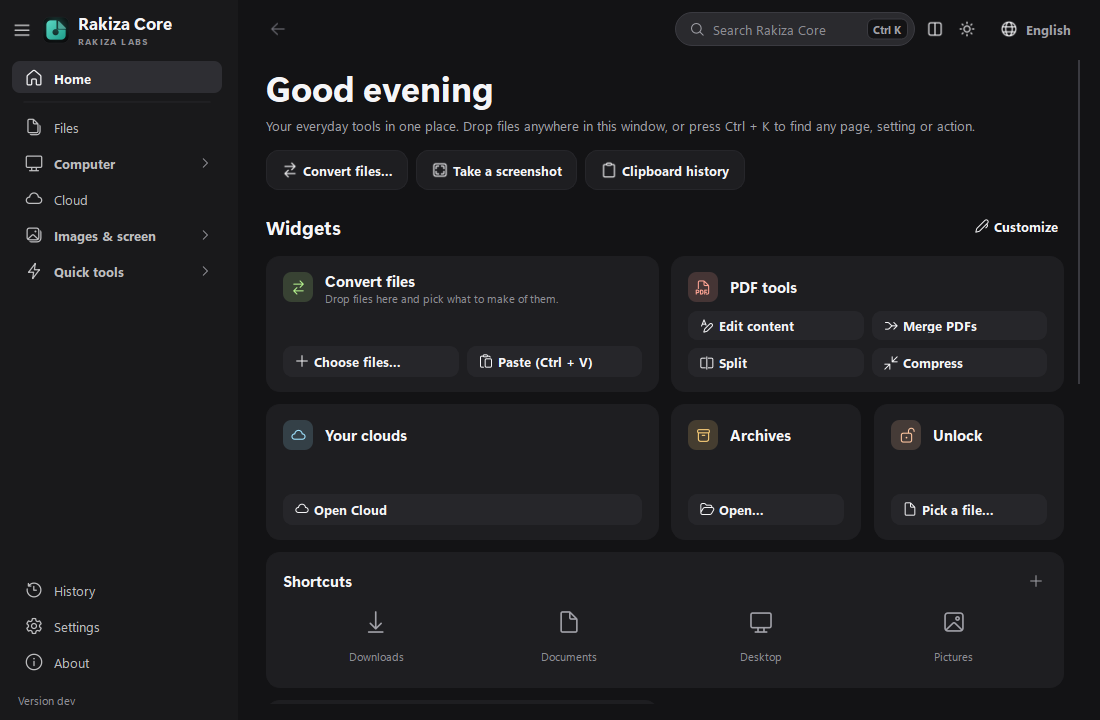 Rakiza Core
RAKIZA LABS
Home
Files
Computer
Cloud
Images & screen
Quick tools
History
Settings
About
Version dev
Search Rakiza Core
Ctrl K
English
Good evening
Your everyday tools in one place. Drop files anywhere in this window, or press Ctrl + K to find any page, setting or action.
Convert files...
Take a screenshot
Clipboard history
Widgets
Customize
Convert files
Drop files here and pick what to make of them.
Choose files...
Paste (Ctrl + V)
PDF
PDF tools
Edit content
Merge PDFs
Split
Compress
Your clouds
Open Cloud
Archives
Open...
Unlock
Pick a file...
Shortcuts
Downloads
Documents
Desktop
Pictures